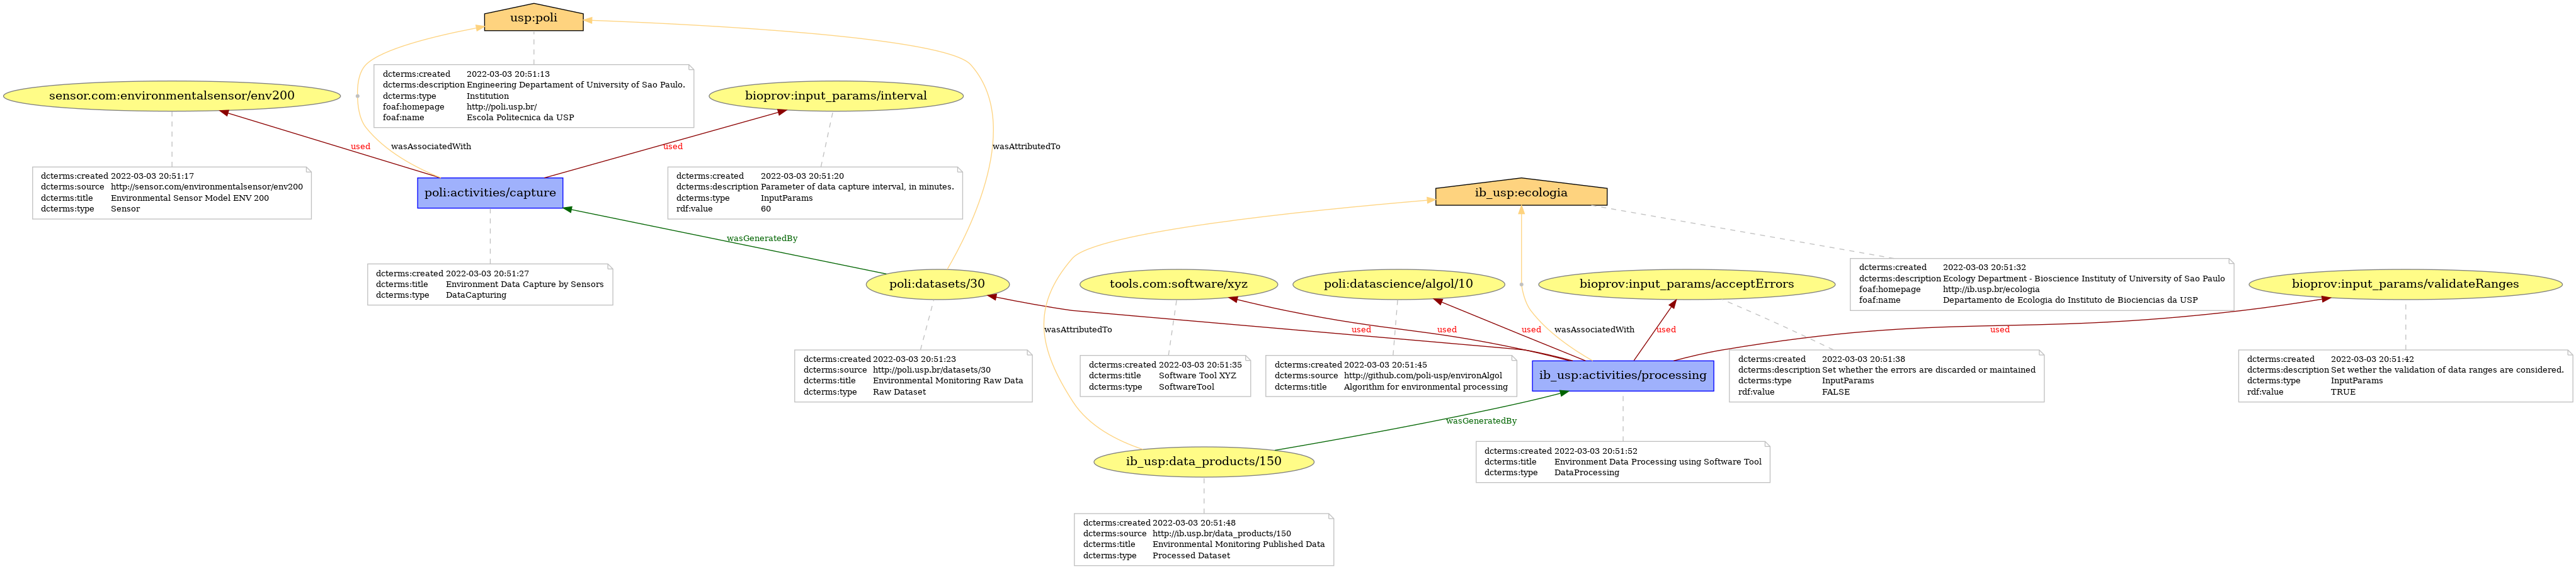 usp:poli
dcterms:created 2022-03-03 20:51:13
dcterms:description Engineering Departament of University of Sao Paulo.
dcterms:type Institution
foaf:homepage http://poli.usp.br/
foaf:name Escola Politecnica da USP
sensor.com:environmentalsensor/env200
bioprov:input_params/interval
used
wasAssociatedWith
used
wasAttributedTo
dcterms:created 2022-03-03 20:51:17
dcterms:source http://sensor.com/environmentalsensor/env200
dcterms:title Environmental Sensor Model ENV 200
dcterms:type Sensor
poli:activities/capture
dcterms:created 2022-03-03 20:51:20
dcterms:description Parameter of data capture interval, in minutes.
dcterms:type InputParams
rdf:value 60
ib_usp:ecologia
wasGeneratedBy
dcterms:created 2022-03-03 20:51:27
dcterms:title Environment Data Capture by Sensors
dcterms:type DataCapturing
poli:datasets/30
tools.com:software/xyz
poli:datascience/algol/10
bioprov:input_params/acceptErrors
dcterms:created 2022-03-03 20:51:32
dcterms:description Ecology Department - Bioscience Instituty of University of Sao Paulo
foaf:homepage http://ib.usp.br/ecologia
foaf:name Departamento de Ecologia do Instituto de Biociencias da USP
bioprov:input_params/validateRanges
wasAttributedTo
used
used
used
wasAssociatedWith
used
used
dcterms:created 2022-03-03 20:51:23
dcterms:source http://poli.usp.br/datasets/30
dcterms:title Environmental Monitoring Raw Data
dcterms:type Raw Dataset
dcterms:created 2022-03-03 20:51:35
dcterms:title Software Tool XYZ
dcterms:type SoftwareTool
dcterms:created 2022-03-03 20:51:45
dcterms:source http://github.com/poli-usp/environAlgol
dcterms:title Algorithm for environmental processing
ib_usp:activities/processing
dcterms:created 2022-03-03 20:51:38
dcterms:description Set whether the errors are discarded or maintained
dcterms:type InputParams
rdf:value FALSE
dcterms:created 2022-03-03 20:51:42
dcterms:description Set wether the validation of data ranges are considered.
dcterms:type InputParams
rdf:value TRUE
wasGeneratedBy
ib_usp:data_products/150
dcterms:created 2022-03-03 20:51:52
dcterms:title Environment Data Processing using Software Tool
dcterms:type DataProcessing
dcterms:created 2022-03-03 20:51:48
dcterms:source http://ib.usp.br/data_products/150
dcterms:title Environmental Monitoring Published Data
dcterms:type Processed Dataset